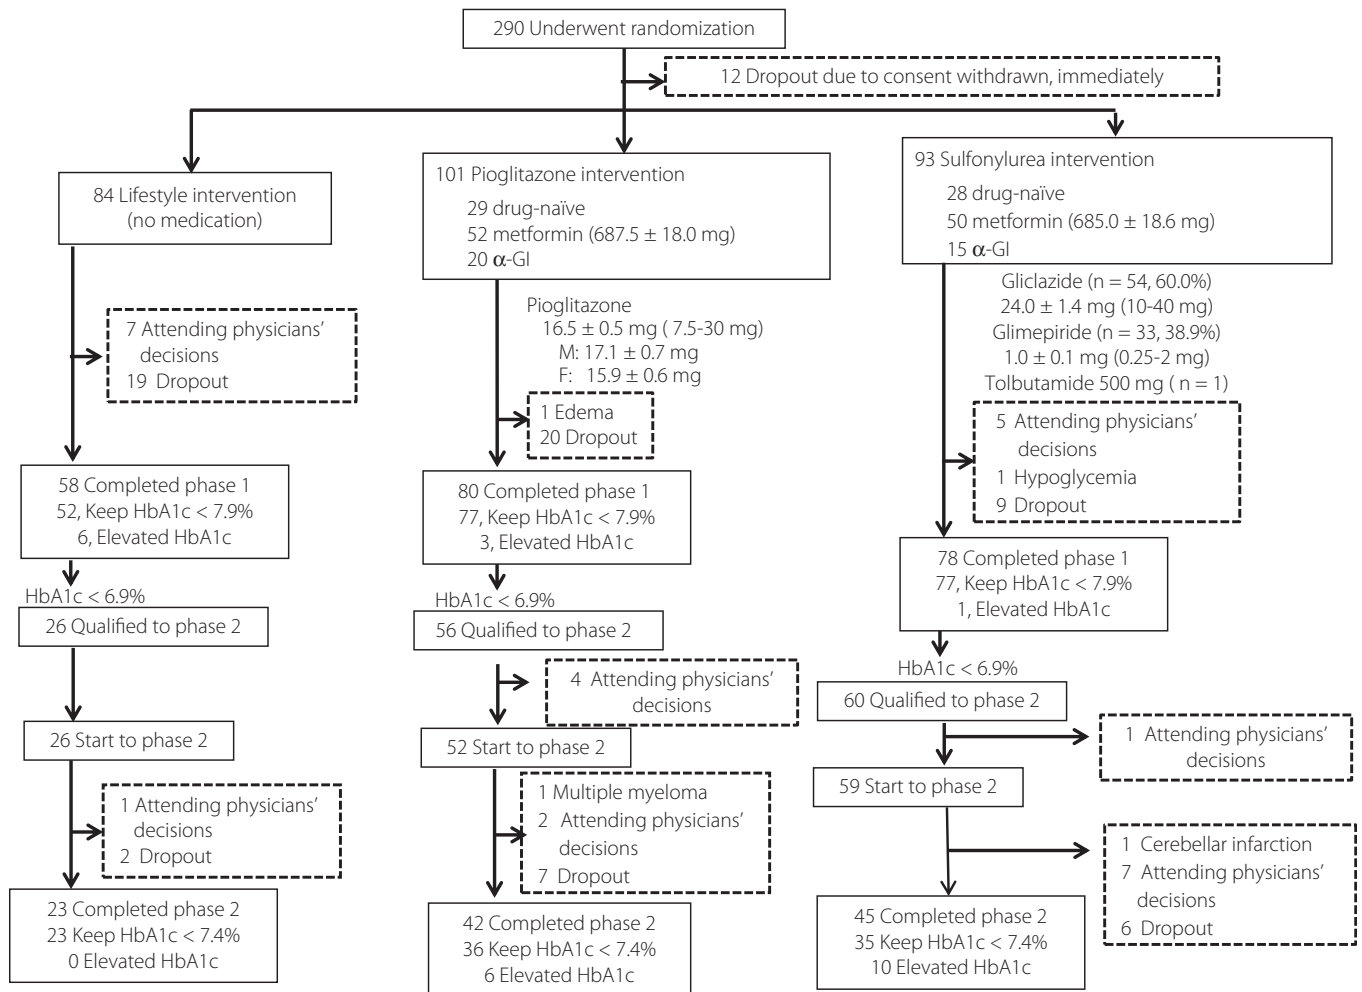 290 Underwent randomization
12 Dropout due to consent withdrawn, immediately
84 Lifestyle intervention
(no medication)
7 Attending physicians’
decisions
19 Dropout
58 Completed phase 1
52, Keep HbA1c < 7.9%
6, Elevated HbA1c
HbA1c < 6.9%
26 Qualified to phase 2
26 Start to phase 2
1 Attending physicians’
decisions
2 Dropout
23 Completed phase 2
23 Keep HbA1c < 7.4%
0 Elevated HbA1c
101 Pioglitazone intervention
29 drug-naïve
52 metformin (687.5 ± 18.0 mg)
20 α-GI
Pioglitazone
16.5 ± 0.5 mg ( 7.5-30 mg)
M: 17.1 ± 0.7 mg
F: 15.9 ± 0.6 mg
1 Edema
20 Dropout
80 Completed phase 1
77, Keep HbA1c < 7.9%
3, Elevated HbA1c
HbA1c < 6.9%
56 Qualified to phase 2
4 Attending physicians’
decisions
52 Start to phase 2
1 Multiple myeloma
2 Attending physicians’
decisions
7 Dropout
42 Completed phase 2
36 Keep HbA1c < 7.4%
6 Elevated HbA1c
93 Sulfonylurea intervention
28 drug-naïve
50 metformin (685.0 ± 18.6 mg)
15 α-GI
Gliclazide (n = 54, 60.0%)
24.0 ± 1.4 mg (10-40 mg)
Glimepiride (n = 33, 38.9%)
1.0 ± 0.1 mg (0.25-2 mg)
Tolbutamide 500 mg ( n = 1)
5 Attending physicians’
decisions
1 Hypoglycemia
9 Dropout
78 Completed phase 1
77, Keep HbA1c < 7.9%
1, Elevated HbA1c
HbA1c < 6.9%
60 Qualified to phase 2
1 Attending physicians’
decisions
59 Start to phase 2
1 Cerebellar infarction
7 Attending physicians’
decisions
6 Dropout
45 Completed phase 2
35 Keep HbA1c < 7.4%
10 Elevated HbA1c